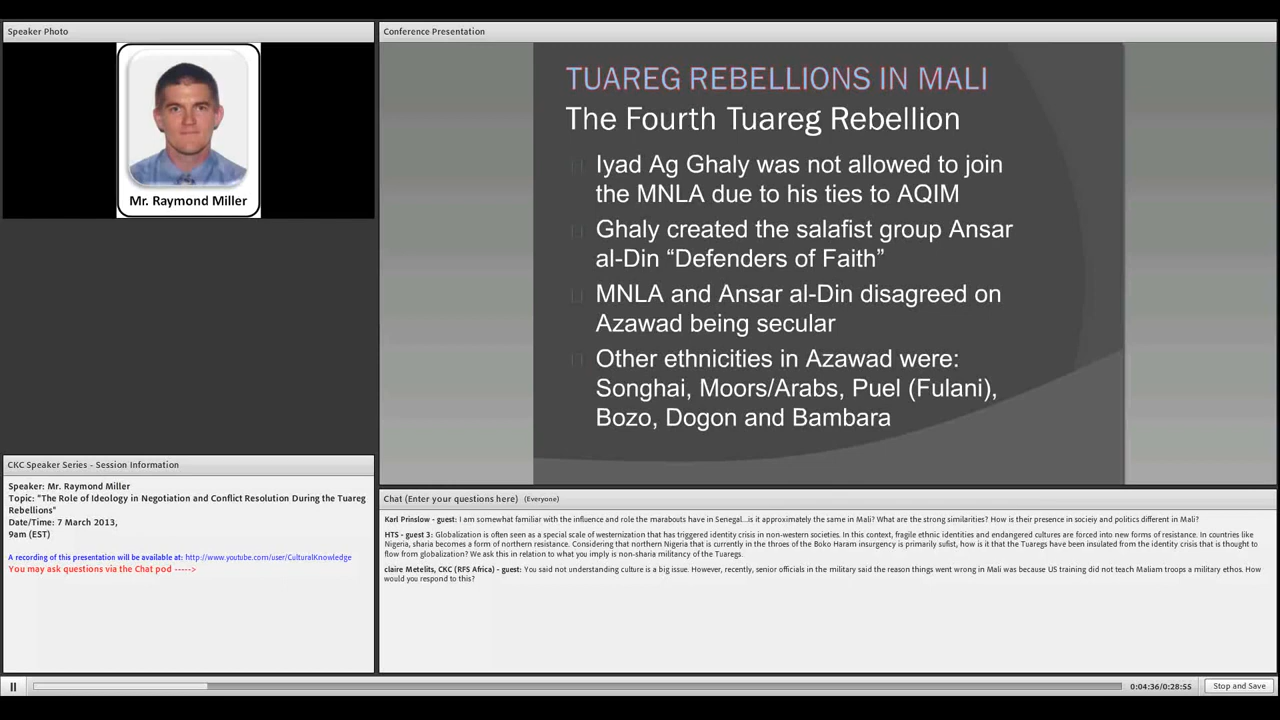 Speaker Photo
Mr. Raymond Miller
Conference Presentation
TUAREG REBELLIONS IN MALI
The Fourth Tuareg Rebellion
Iyad Ag Ghaly was not allowed to join
the MNLA due to his ties to AQIM
Ghaly created the salafist group Ansar
al-Din “Defenders of Faith”
MNLA and Ansar al-Din disagreed on
Azawad being secular
Other ethnicities in Azawad were:
Songhai, Moors/Arabs, Puel (Fulani),
Bozo, Dogon and Bambara
CKC Speaker Series - Session Information
Speaker: Mr. Raymond Miller
Topic: "The Role of Ideology in Negotiation and Conflict Resolution During the Tuareg
Rebellions"
Date/Time: 7 March 2013,
9am (EST)
A recording of this presentation will be available at: http://www.youtube.com/user/CulturalKnowledge
You may ask questions via the Chat pod ----->
Chat (Enter your questions here) (Everyone)
Karl Prinslow - guest: I am somewhat familiar with the influence and role the marabouts have in Senegal...is it approximately the same in Mali? What are the strong similarities? How is their presence in socieiy and politics different in Mali?
HTS - guest 3: Globalization is often seen as a special scale of westernization that has triggered identity crisis in non-western societies. In this context, fragile ethnic identities and endangered cultures are forced into new forms of resistance. In countries like
Nigeria, sharia becomes a form of northern resistance. Considering that northern Nigeria that is currently in the throes of the Boko Haram insurgency is primarily sufist, how is it that the Tuaregs have been insulated from the identity crisis that is thought to
flow from globalization? We ask this in relation to what you imply is non-sharia militancy of the Tuaregs.
claire Metelits, CKC (RFS Africa) - guest: You said not understanding culture is a big issue. However, recently, senior officials in the military said the reason things went wrong in Mali was because US training did not teach Maliam troops a military ethos. How
would you respond to this?
0:04:36/0:28:55
Stop and Save